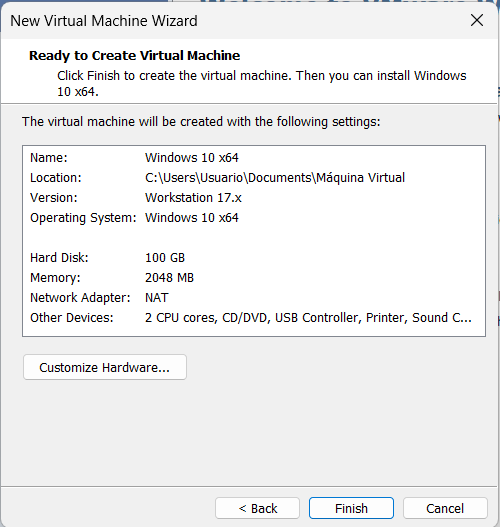 New Virtual Machine Wizard
Ready to Create Virtual Machine
Click Finish to create the virtual machine. Then you can install Windows
10 x64.
The virtual machine will be created with the following settings:
Name: Windows 10 x64
Location: C:\Users\Usuario\Documents\Máquina Virtual
Version: Workstation 17.x
Operating System: Windows 10 x64
Hard Disk: 100 GB
Memory: 2048 MB
Network Adapter: NAT
Other Devices: 2 CPU cores, CD/DVD, USB Controller, Printer, Sound C...
Customize Hardware...
< Back
Finish
Cancel